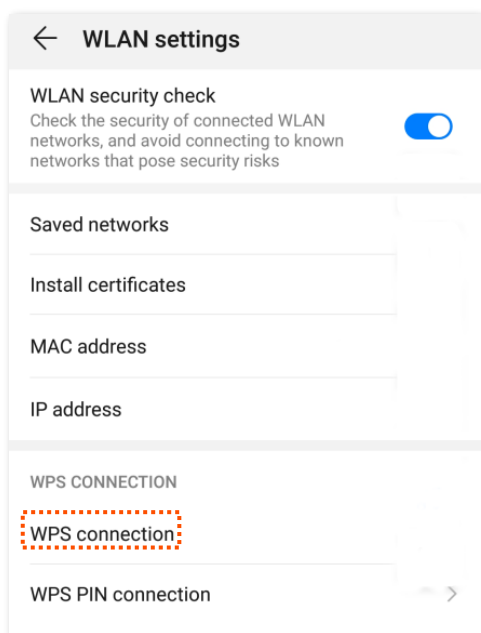 WLAN settings
WLAN security check
Check the security of connected WLAN
networks, and avoid connecting to known
networks that pose security risks
Saved networks
Install certificates
MAC address
IP address
WPS CONNECTION
WPS connection
WPS PIN connection